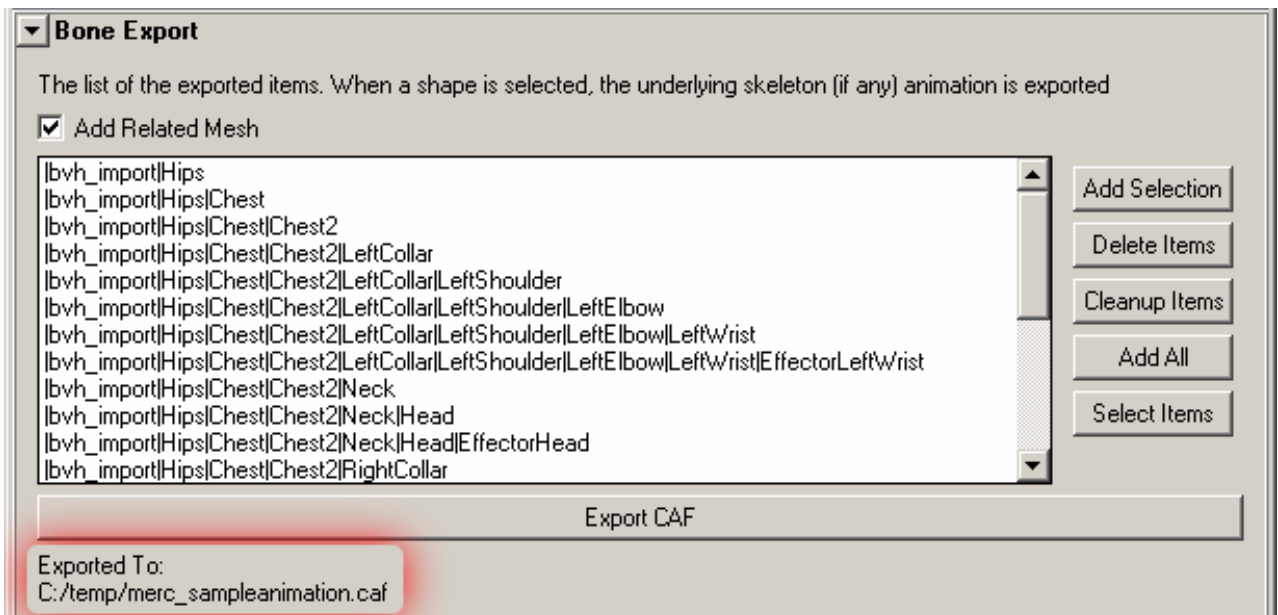 Bone Export
The list of the exported items. When a shape is selected, the underlying skeleton (if any) animation is exported
Add Related Mesh
|bvh_import|Hips
|bvh_import|Hips|Chest
|bvh_import|Hips|Chest|Chest2
|bvh_import|Hips|Chest|Chest2|LeftCollar
|bvh_import|Hips|Chest|Chest2|LeftCollar|LeftShoulder
|bvh_import|Hips|Chest|Chest2|LeftCollar|LeftShoulder|LeftElbow
|bvh_import|Hips|Chest|Chest2|LeftCollar|LeftShoulder|LeftElbow|LeftWrist
|bvh_import|Hips|Chest|Chest2|LeftCollar|LeftShoulder|LeftElbow|LeftWrist|EffectorLeftWrist
|bvh_import|Hips|Chest|Chest2|Neck
|bvh_import|Hips|Chest|Chest2|Neck|Head
|bvh_import|Hips|Chest|Chest2|Neck|Head|EffectorHead
|bvh_import|Hips|Chest|Chest2|RightCollar
Add Selection
Delete Items
Cleanup Items
Add All
Select Items
Export CAF
Exported To:
C:/temp/merc_sampleanimation.caf